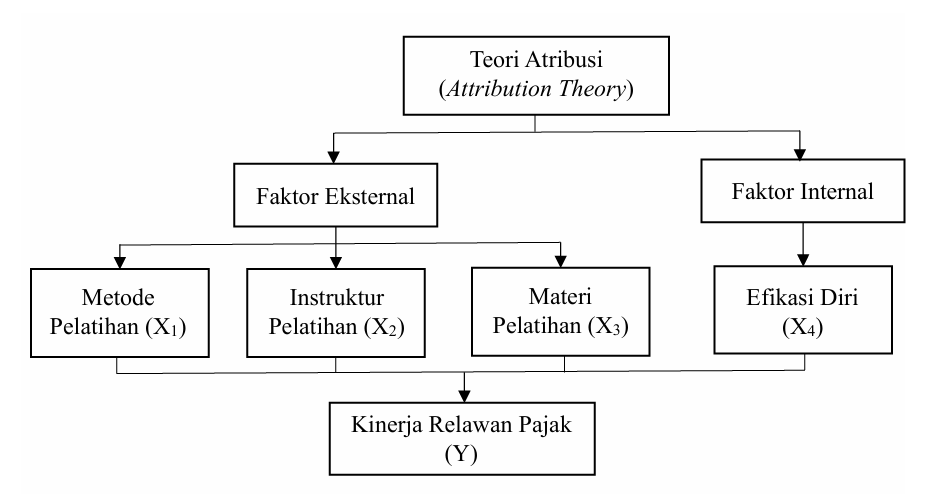 Teori Atribusi
(Attribution Theory)
Faktor Eksternal
Faktor Internal
Metode
Pelatihan (X₁)
Instruktur
Pelatihan (X₂)
Materi
Pelatihan (X₃)
Efikasi Diri
(X₄)
Kinerja Relawan Pajak
(Y)